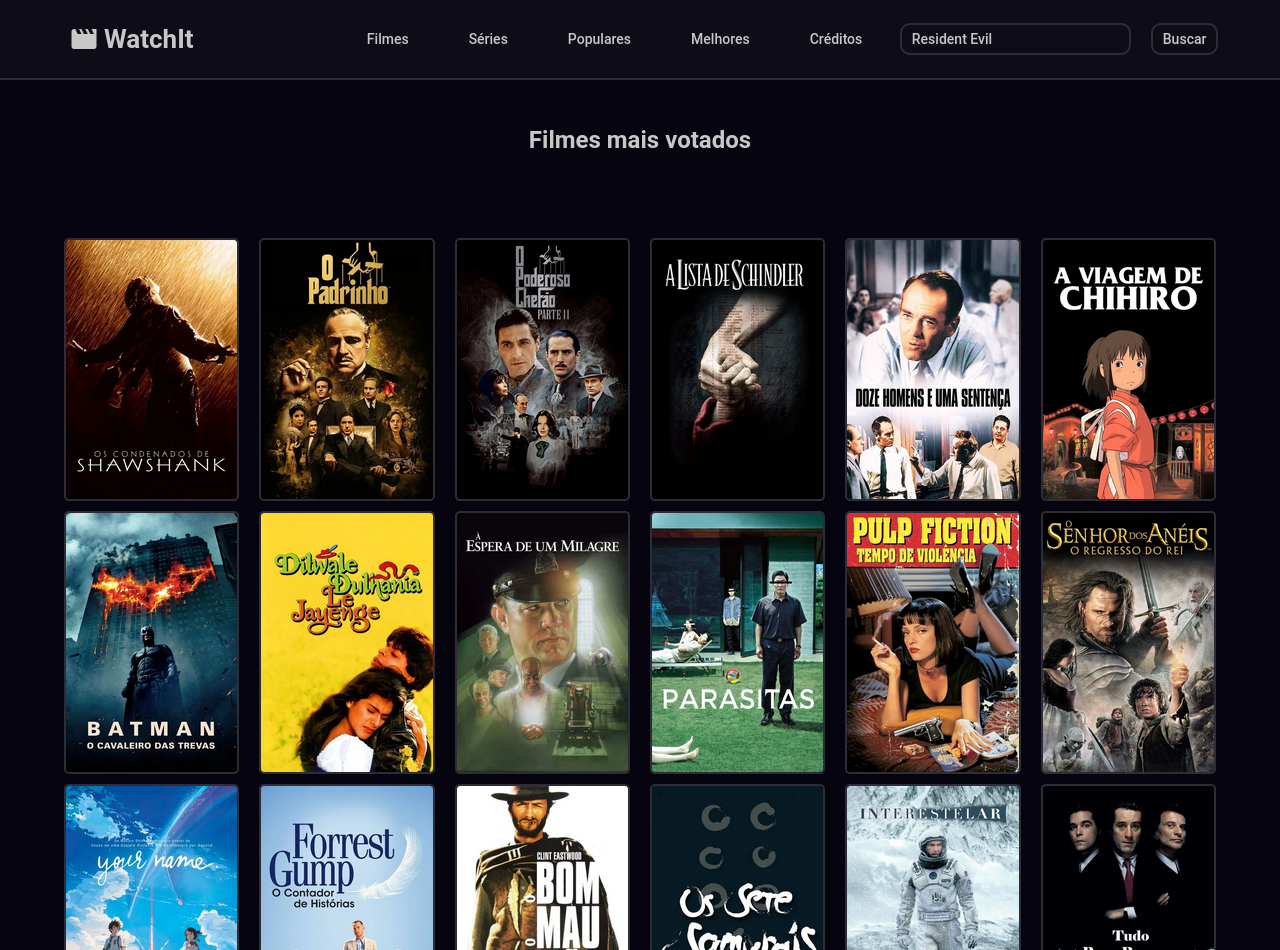 WatchIt
Filmes
Séries
Populares
Melhores
Créditos
Resident Evil
Buscar
Filmes mais votados
OS CONDENADOS DE
SHAWSHANK
O
Padrinho
O
Poderoso
Chefão
PARTE II
A LISTA DE SCHINDLER
DOZE HOMENS E UMA SENTENÇA
A VIAGEM DE
CHIHIRO
BATMAN
O CAVALEIRO DAS TREVAS
Dilwale
Dulhania
Le
Jayenge
À
ESPERA DE UM MILAGRE
PARASITAS
PULP FICTION
TEMPO DE VIOLÊNCIA
O
SENHOR DOS ANÉIS
O REGRESSO DO REI
your name.
Forrest
Gump
O Contador
de Histórias
CLINT EASTWOOD
O BOM
O MAU
Os Sete
Samurais
INTERESTELAR
Tudo